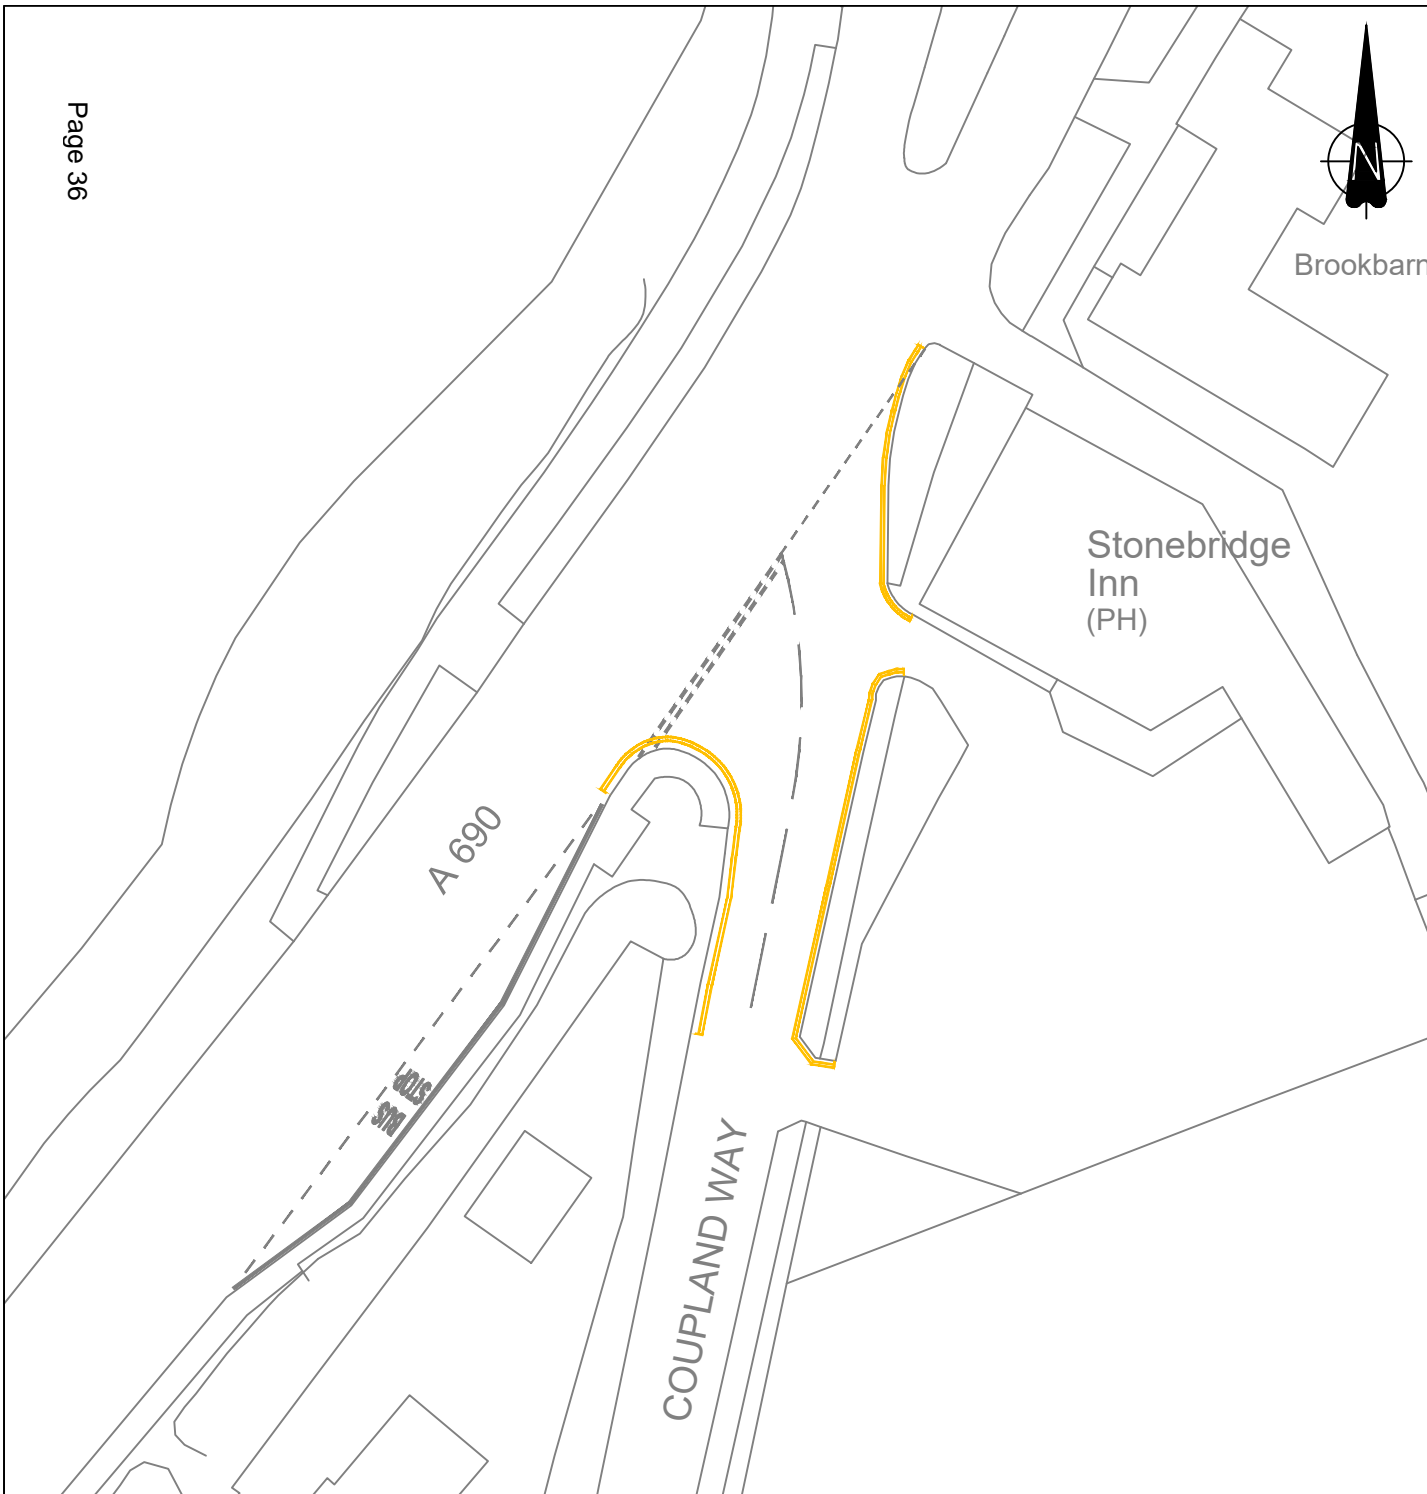 Page 36
N
Brookbarn
Stonebridge
Inn
(PH)
A 690
BUS
STOP
COUPLAND WAY